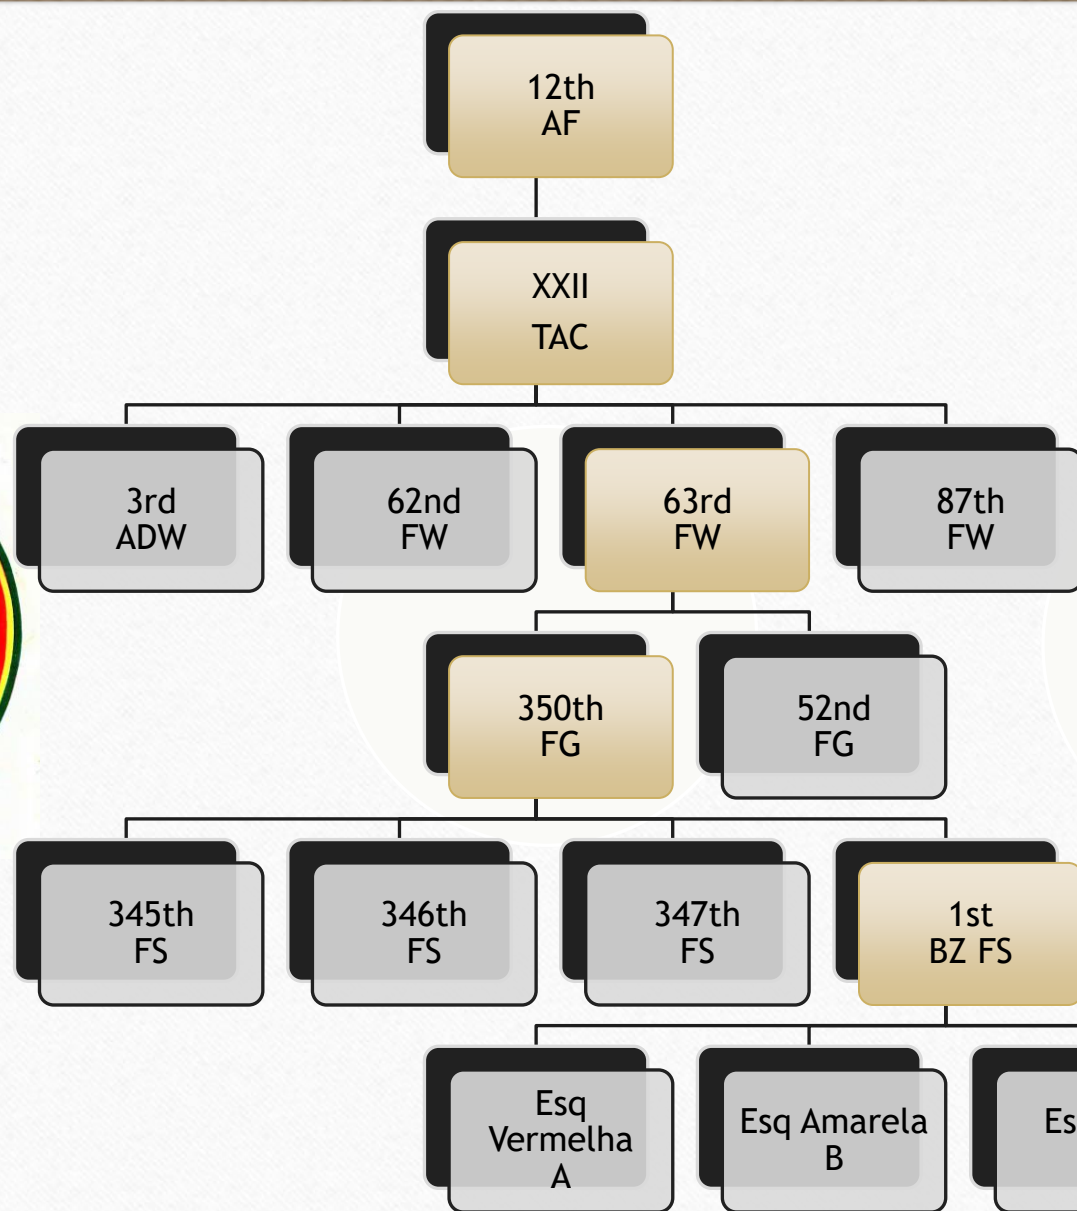 12th
AF
XXII
TAC
3rd
ADW
62nd
FW
63rd
FW
87th
FW
350th
FG
52nd
FG
345th
FS
346th
FS
347th
FS
1st
BZ FS
Esq
Vermelha
A
Esq Amarela
B